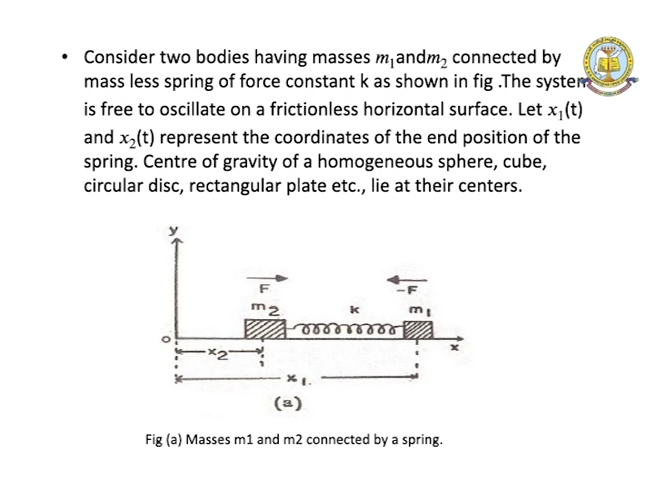 • Consider two bodies having masses m₁andm₂ connected by
mass less spring of force constant k as shown in fig .The system
is free to oscillate on a frictionless horizontal surface. Let x₁(t)
and x₂(t) represent the coordinates of the end position of the
spring. Centre of gravity of a homogeneous sphere, cube,
circular disc, rectangular plate etc., lie at their centers.
y
F
-F
m₂
k
m₁
o
x₂
x
x₁.
(a)
Fig (a) Masses m1 and m2 connected by a spring.